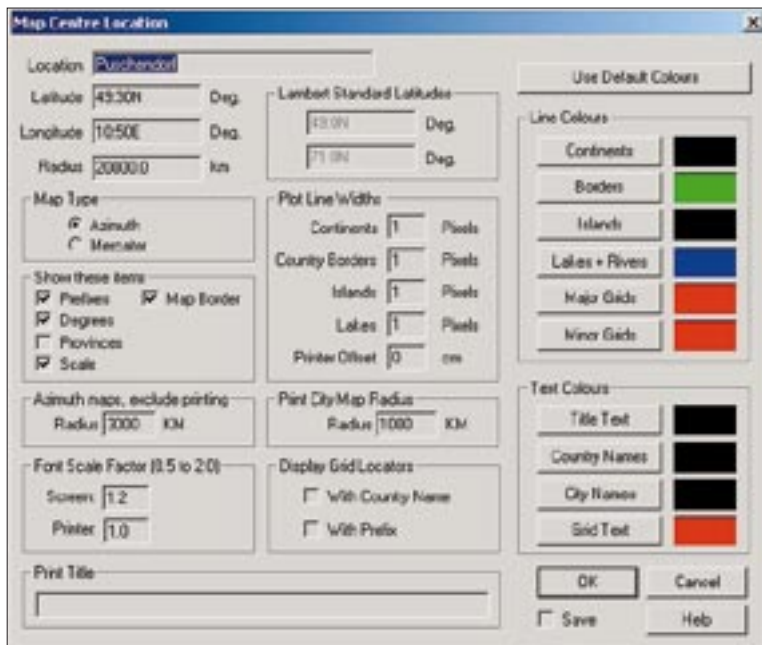 Map Centre Location
Location Puschendorf
Latitude 49:30N Deg.
Longitude 10:50E Deg.
Radius 20800.0 km
Lambert Standard Latitudes
Deg.
Deg.
Map Type
Azimuth
Mercator
Show these items
Prefixes Map Border
Degrees
Provinces
Scale
Plot Line Widths
Continents 1 Pixels
Country Borders 1 Pixels
Islands 1 Pixels
Lakes 1 Pixels
Printer Offset 0 cm
Azimuth maps, exclude printing
Radius 3000 KM
Print City Map Radius
Radius 1000 KM
Font Scale Factor (0.5 to 2.0)
Screen: 1.2
Printer 1.0
Display Grid Locators
With Country Name
With Prefix
Print Title
Use Default Colours
Line Colours
Continents
Borders
Islands
Lakes + Rivers
Major Grids
Minor Grids
Text Colours
Title Text
Country Names
City Names
Grid Text
OK Cancel
Save Help